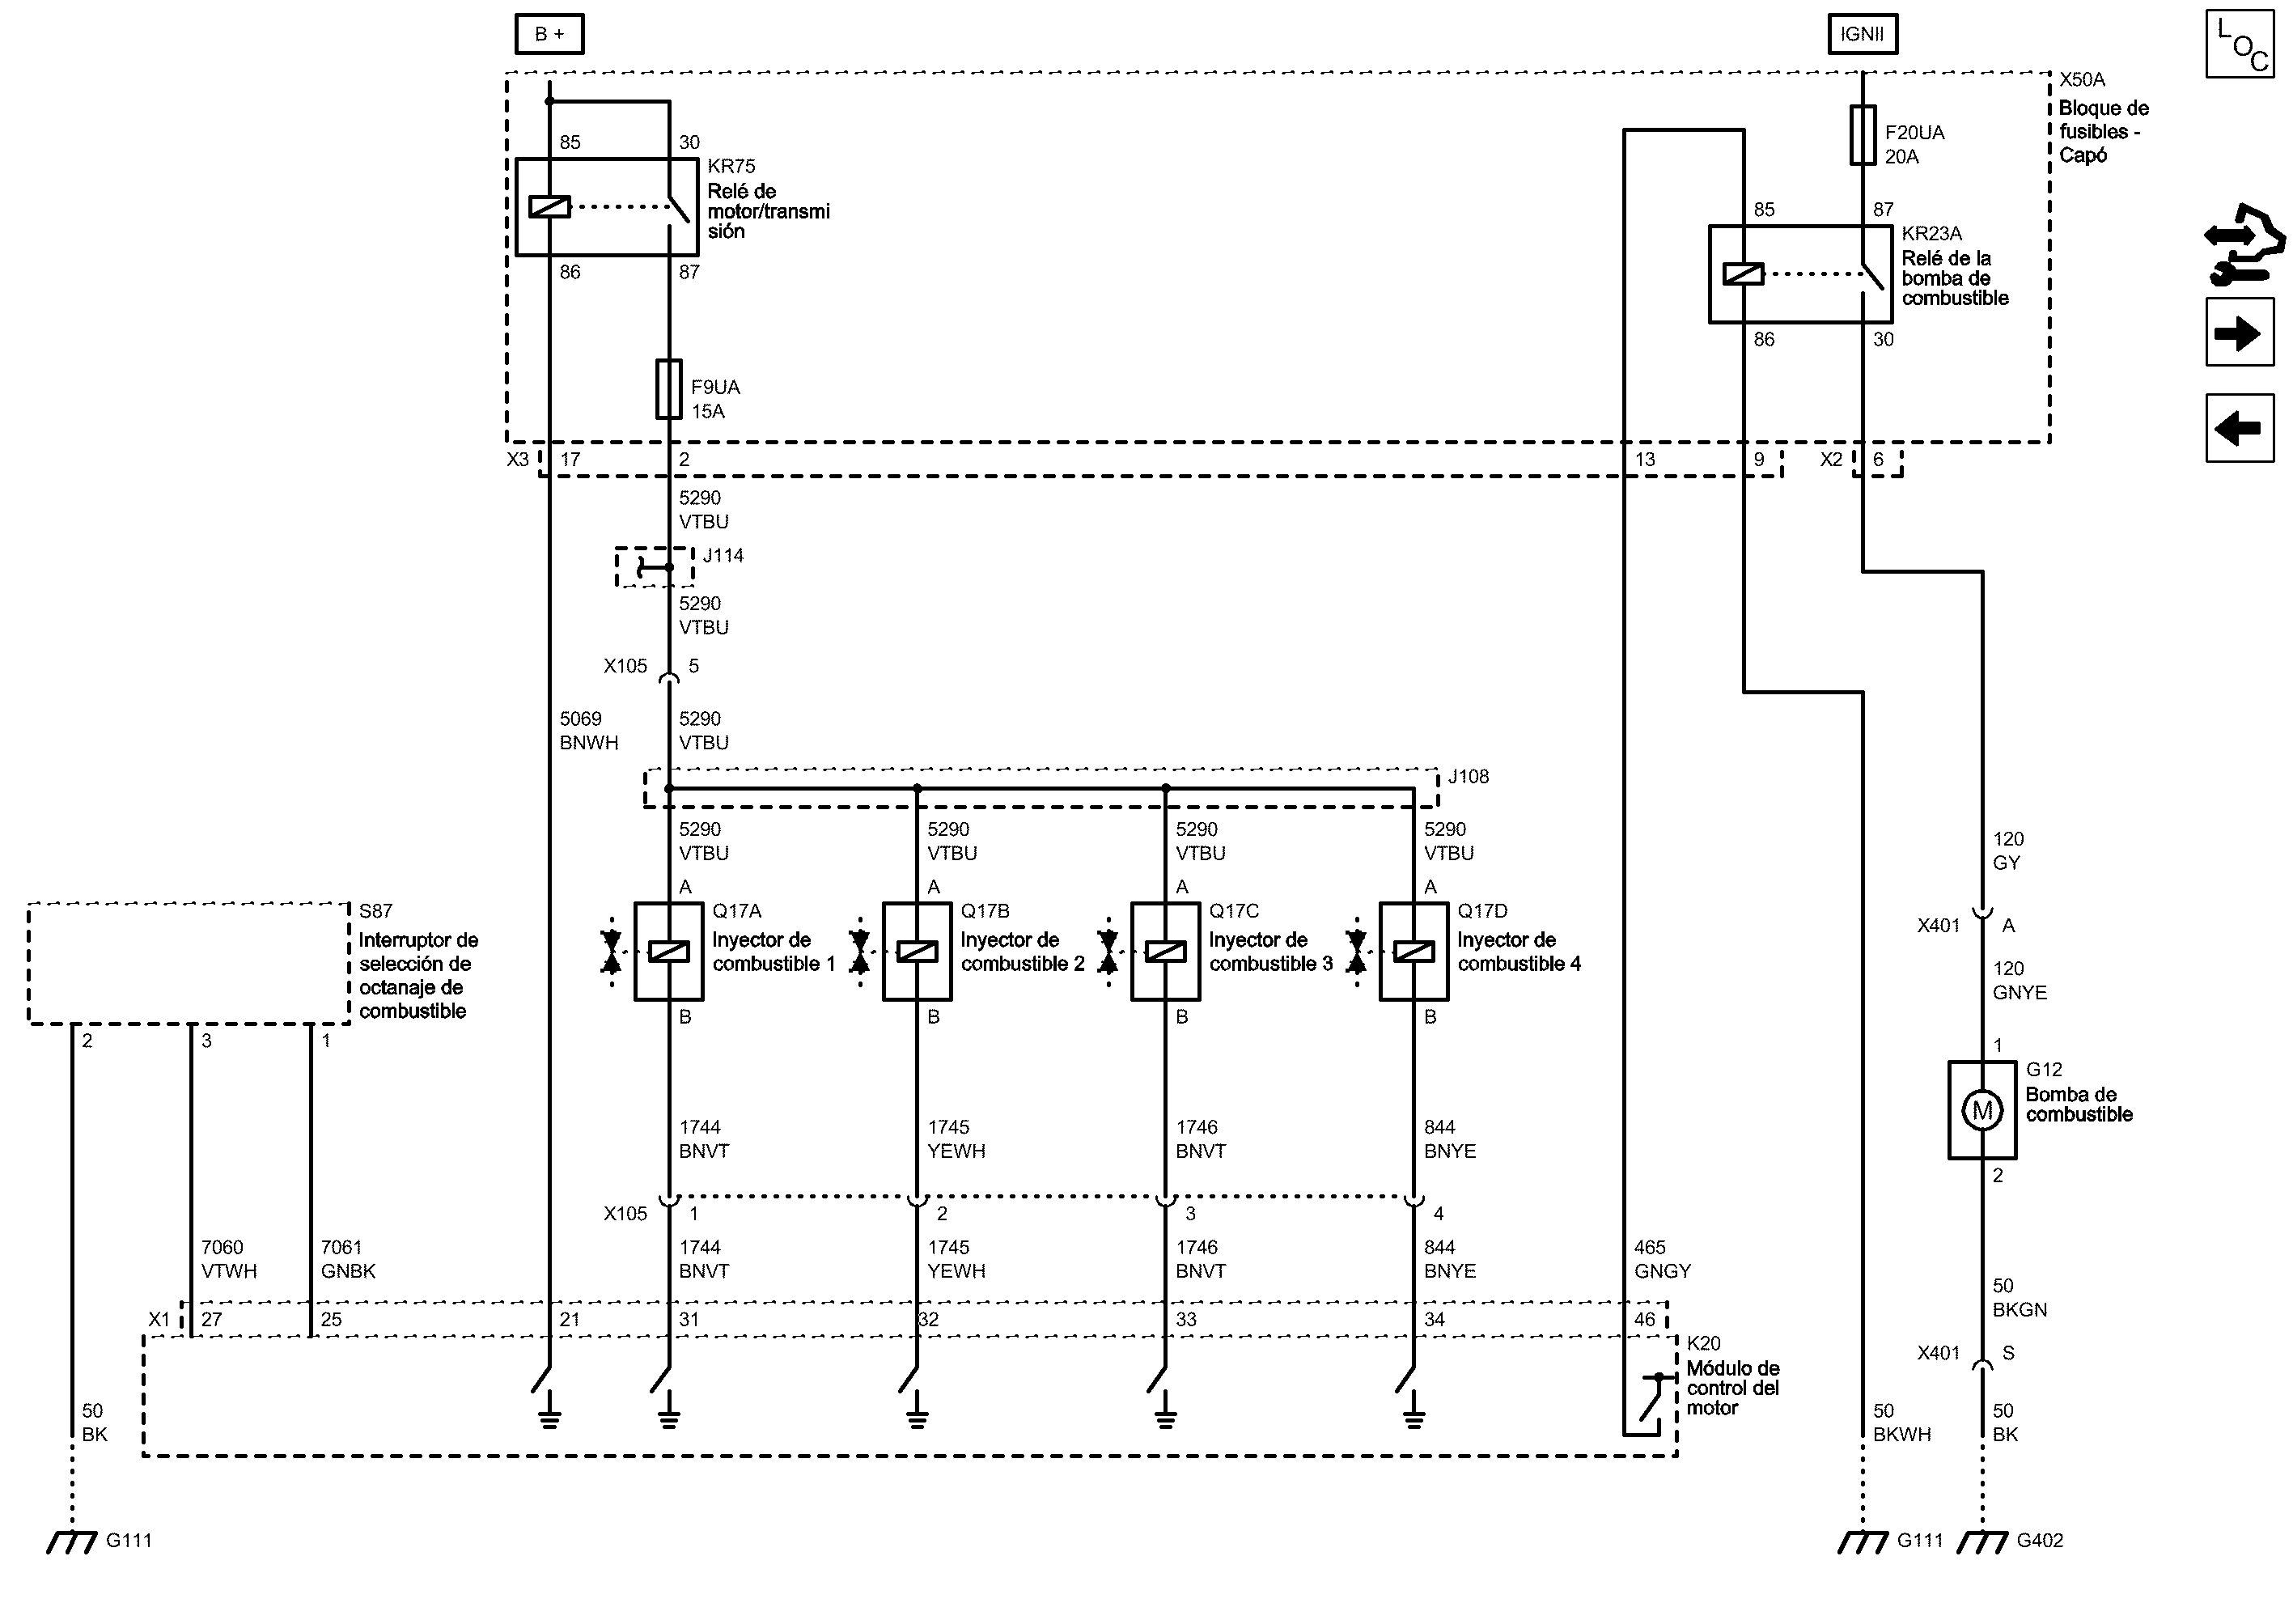 B +
IGNII
L
O
C
X50A
Bloque de
fusibles -
Capó
85
30
KR75
Relé de
motor/transmi
sión
86
87
F9UA
15A
F20UA
20A
85
87
KR23A
Relé de la
bomba de
combustible
86
30
X3
17
2
13
9
X2
6
5290
VTBU
J114
5290
VTBU
X105
5
5069
BNWH
5290
VTBU
J108
5290
VTBU
5290
VTBU
5290
VTBU
5290
VTBU
120
GY
A
A
A
A
Q17A
Inyector de
combustible 1
Q17B
Inyector de
combustible 2
Q17C
Inyector de
combustible 3
Q17D
Inyector de
combustible 4
B
B
B
B
S87
Interruptor de
selección de
octanaje de
combustible
2
3
1
X401
A
120
GNYE
1
G12
Bomba de
combustible
M
2
1744
BNVT
1745
YEWH
1746
BNVT
844
BNYE
X105
1
2
3
4
7060
VTWH
7061
GNBK
1744
BNVT
1745
YEWH
1746
BNVT
844
BNYE
465
GNGY
50
BKGN
X1
27
25
21
31
32
33
34
46
K20
Módulo de
control del
motor
X401
S
50
BK
50
BKWH
50
BK
G111
G111
G402